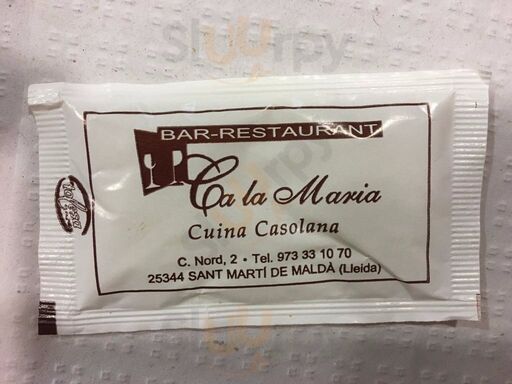 Slurrpy
BAR-RESTAURANT
Ca la Maria
Cuina Casolana
C. Nord, 2 • Tel. 973 33 10 70
25344 SANT MARTÍ DE MALDÀ (Lleida)